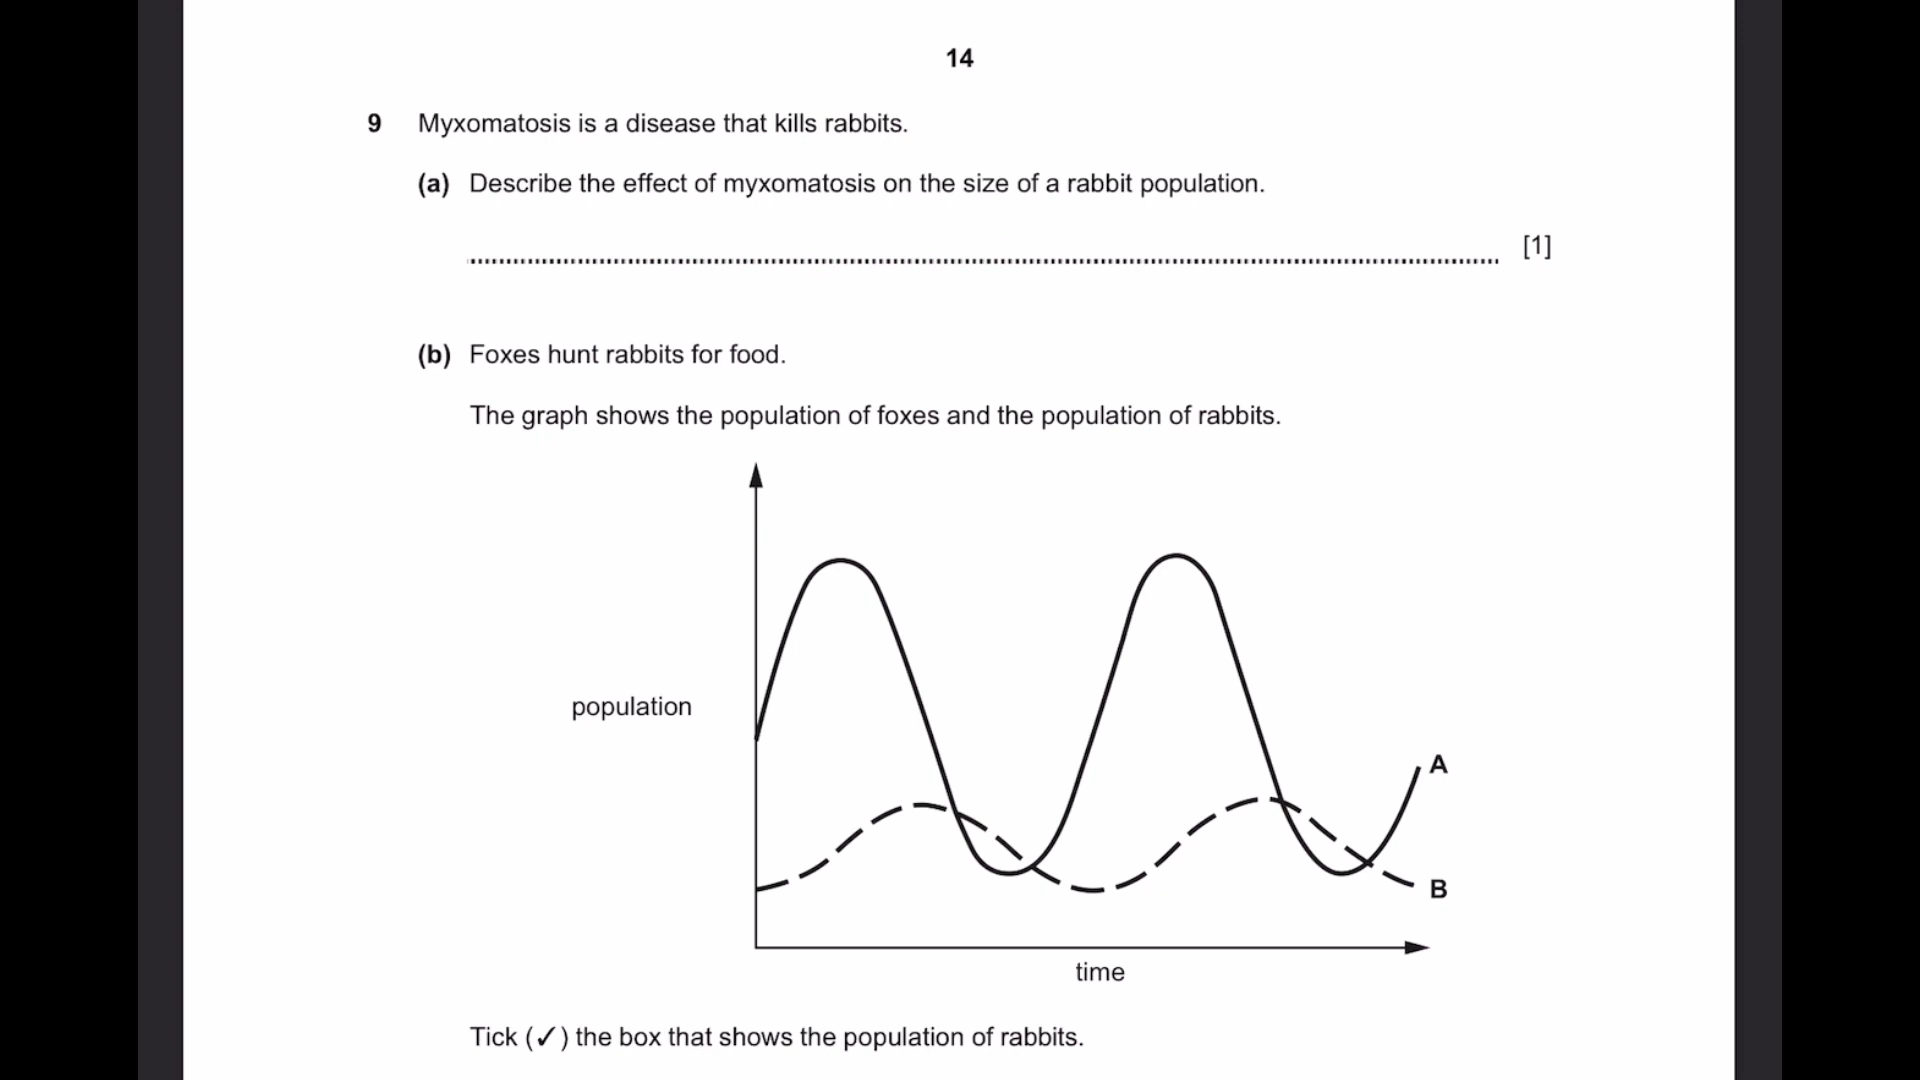 14
9 Myxomatosis is a disease that kills rabbits.
(a) Describe the effect of myxomatosis on the size of a rabbit population.
[1]
(b) Foxes hunt rabbits for food.
The graph shows the population of foxes and the population of rabbits.
population
A
B
time
Tick (✓) the box that shows the population of rabbits.